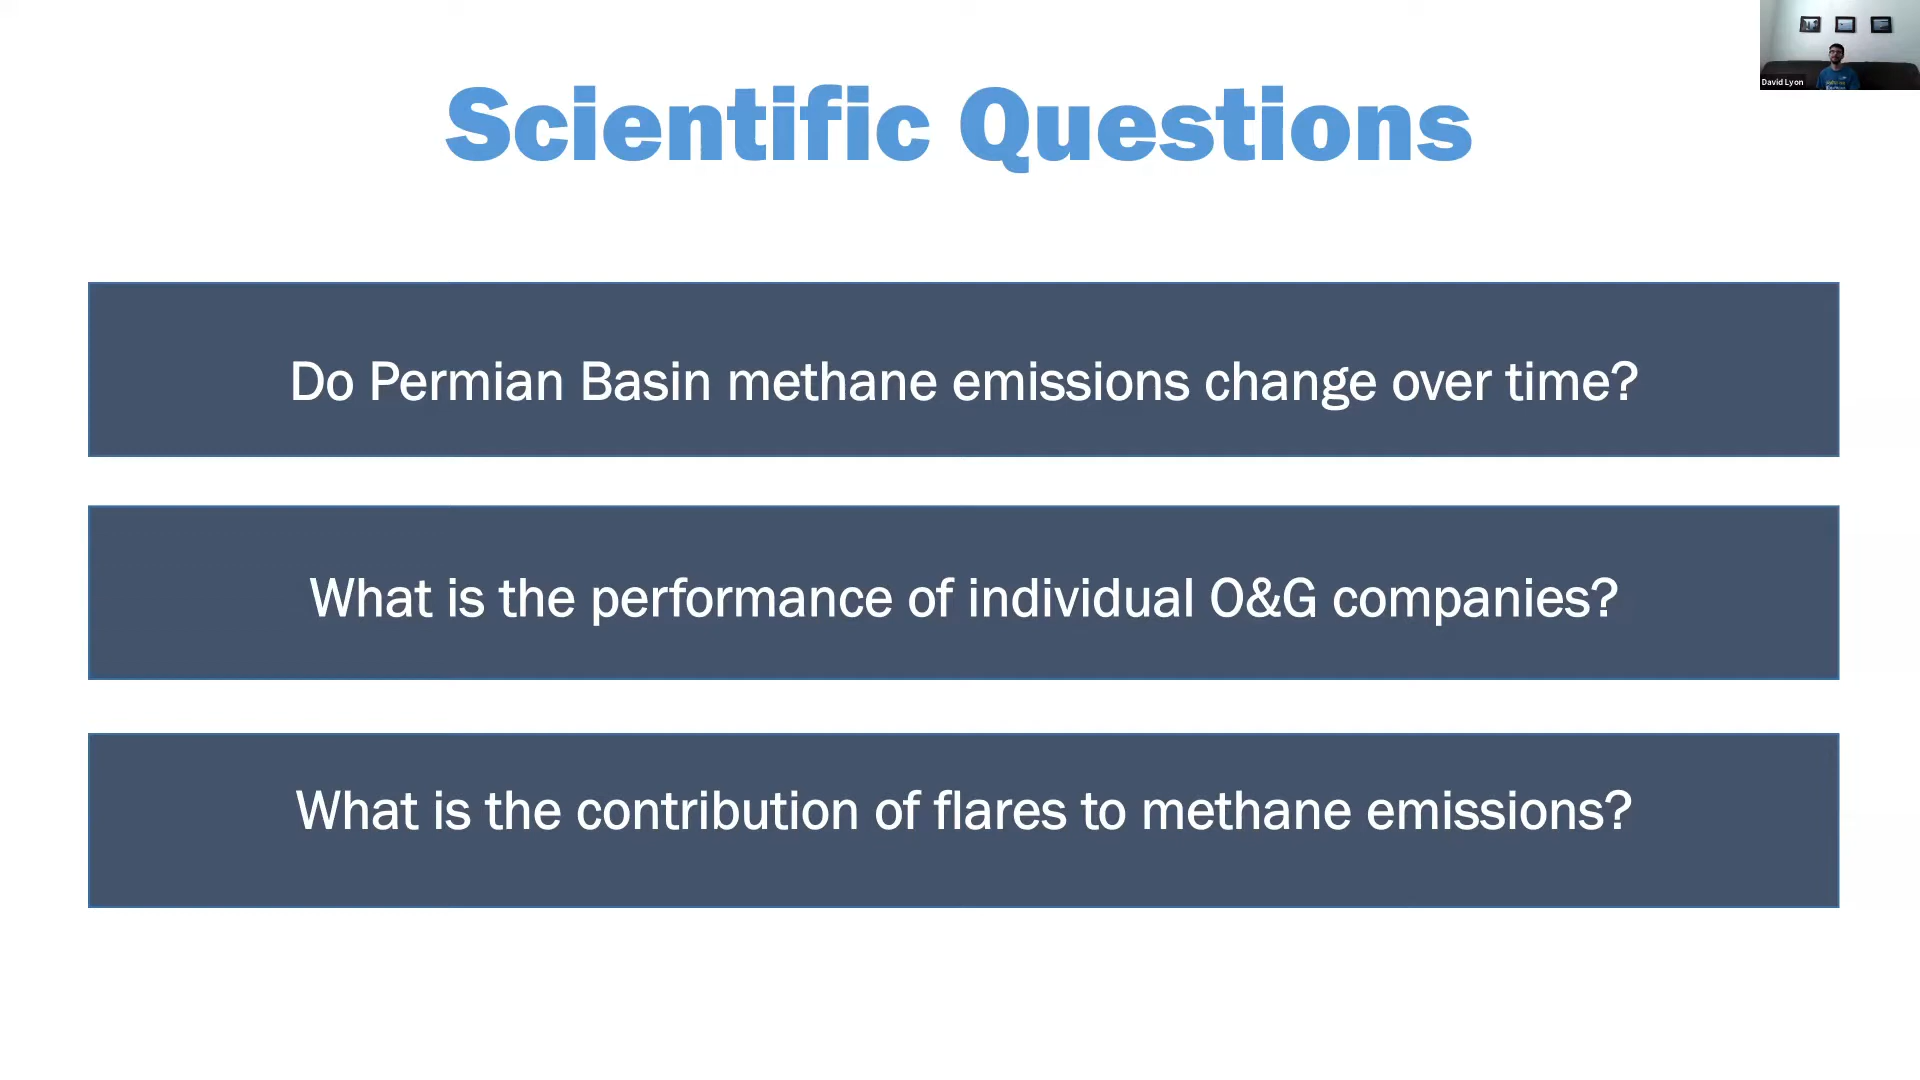 Scientific Questions
David Lyon
Do Permian Basin methane emissions change over time?
What is the performance of individual O&G companies?
What is the contribution of flares to methane emissions?